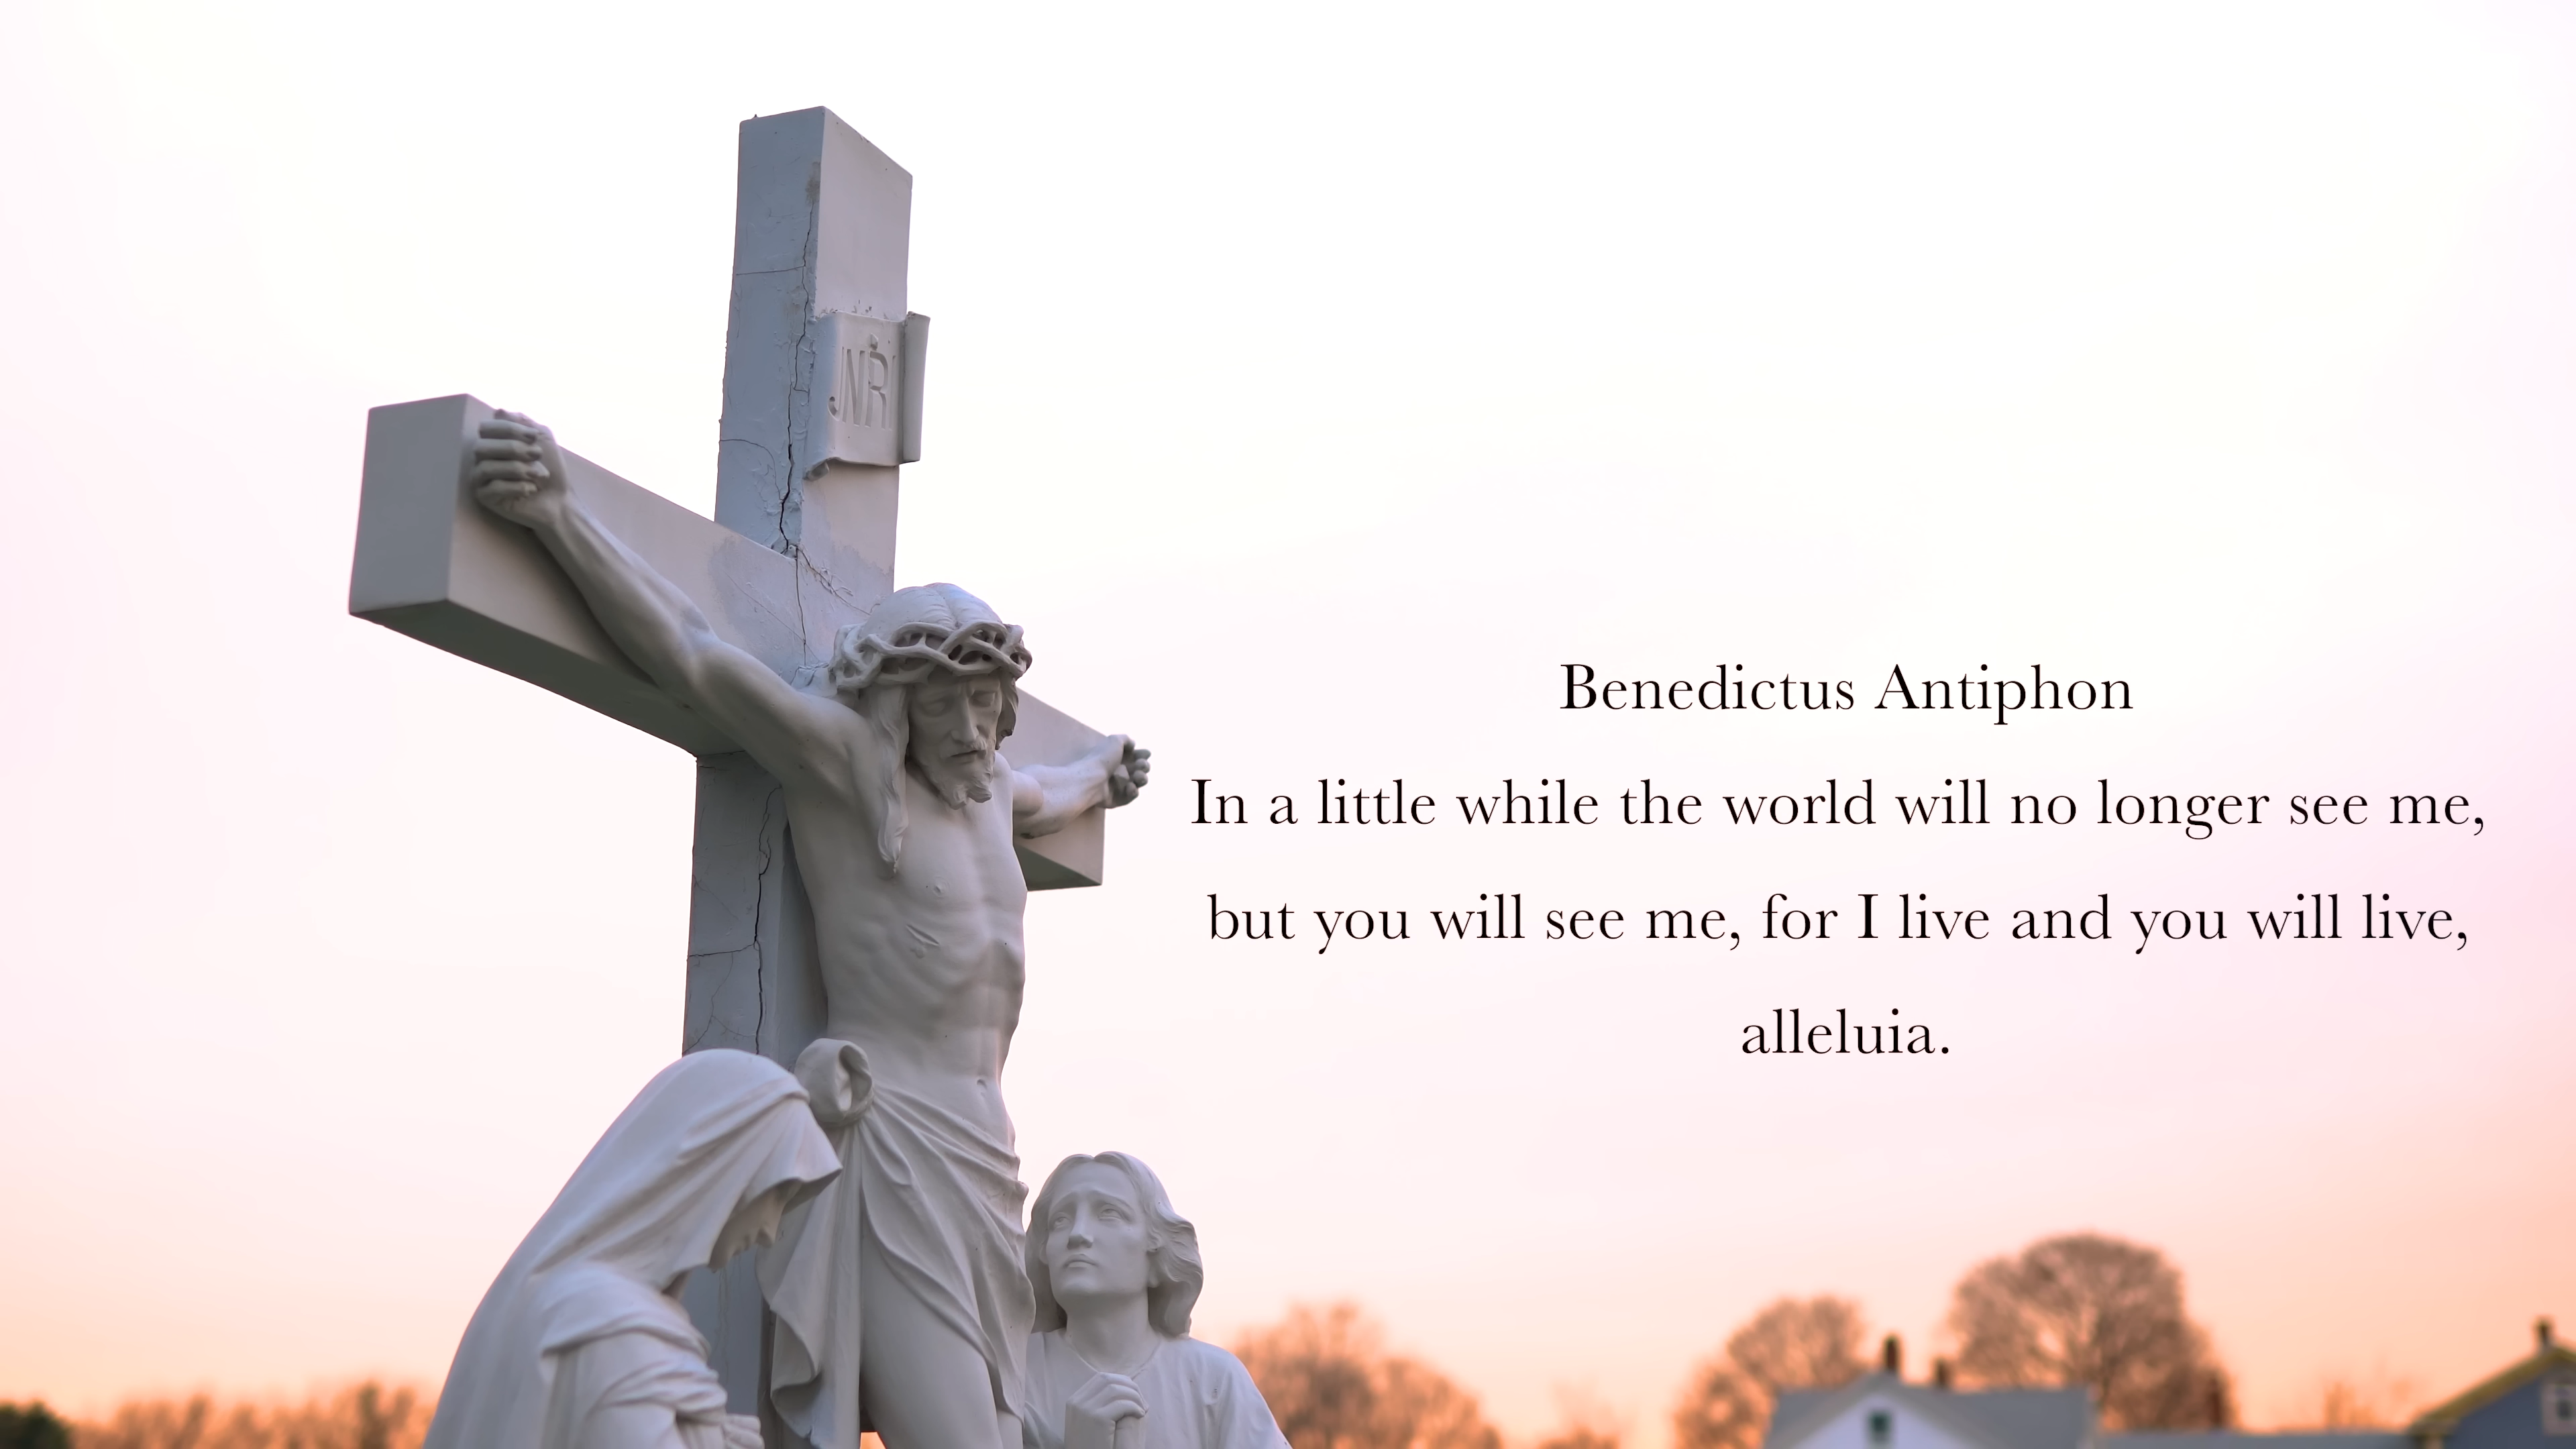 JNRI
Benedictus Antiphon
In a little while the world will no longer see me,
but you will see me, for I live and you will live,
alleluia.